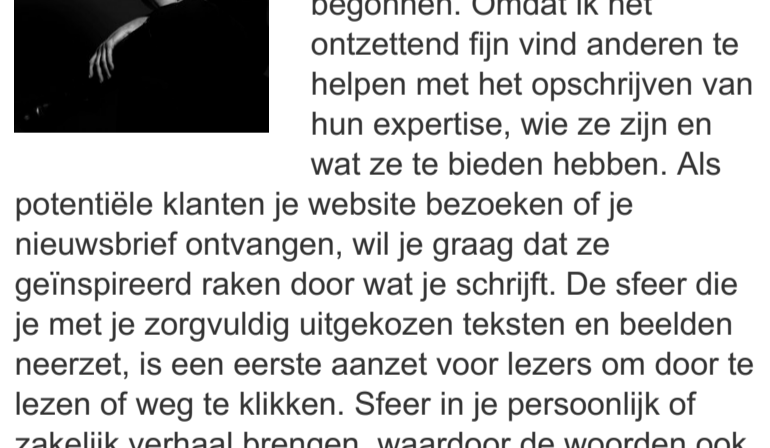 begonnen. Omdat ik het
ontzettend fijn vind anderen te
helpen met het opschrijven van
hun expertise, wie ze zijn en
wat ze te bieden hebben. Als
potentiële klanten je website bezoeken of je
nieuwsbrief ontvangen, wil je graag dat ze
geïnspireerd raken door wat je schrijft. De sfeer die
je met je zorgvuldig uitgekozen teksten en beelden
neerzet, is een eerste aanzet voor lezers om door te
lezen of weg te klikken. Sfeer in je persoonlijk of
zakelijk verhaal brengen, waardoor de woorden ook